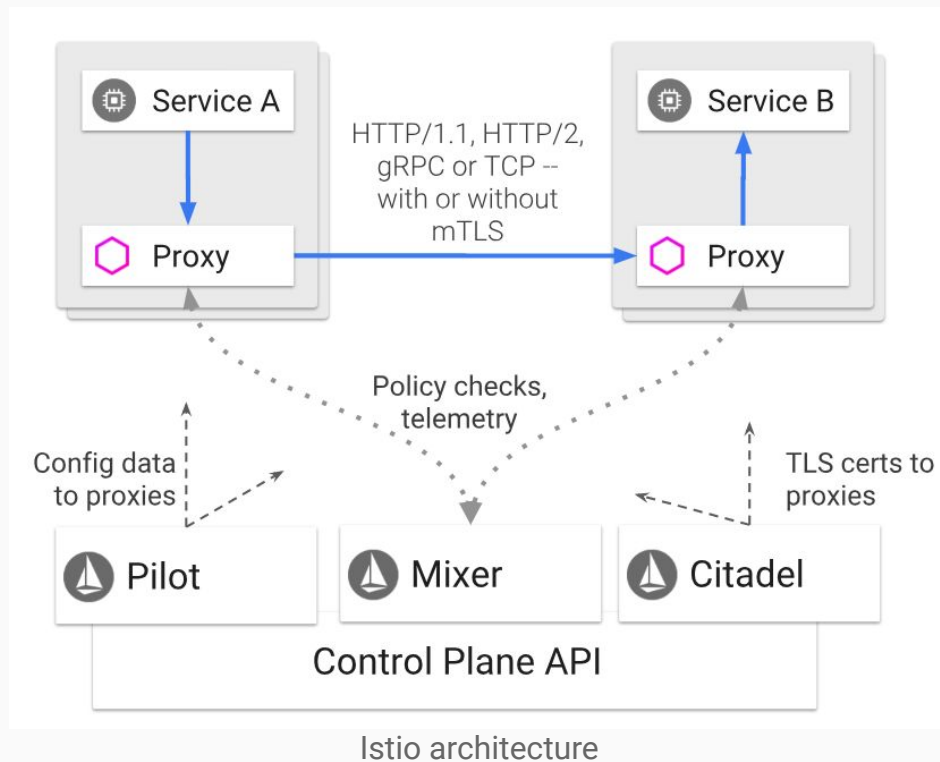 Service A
Service B
HTTP/1.1, HTTP/2,
gRPC or TCP --
with or without
mTLS
Proxy
Proxy
Policy checks,
telemetry
Config data
to proxies
TLS certs to
proxies
Pilot
Mixer
Citadel
Control Plane API
Istio architecture